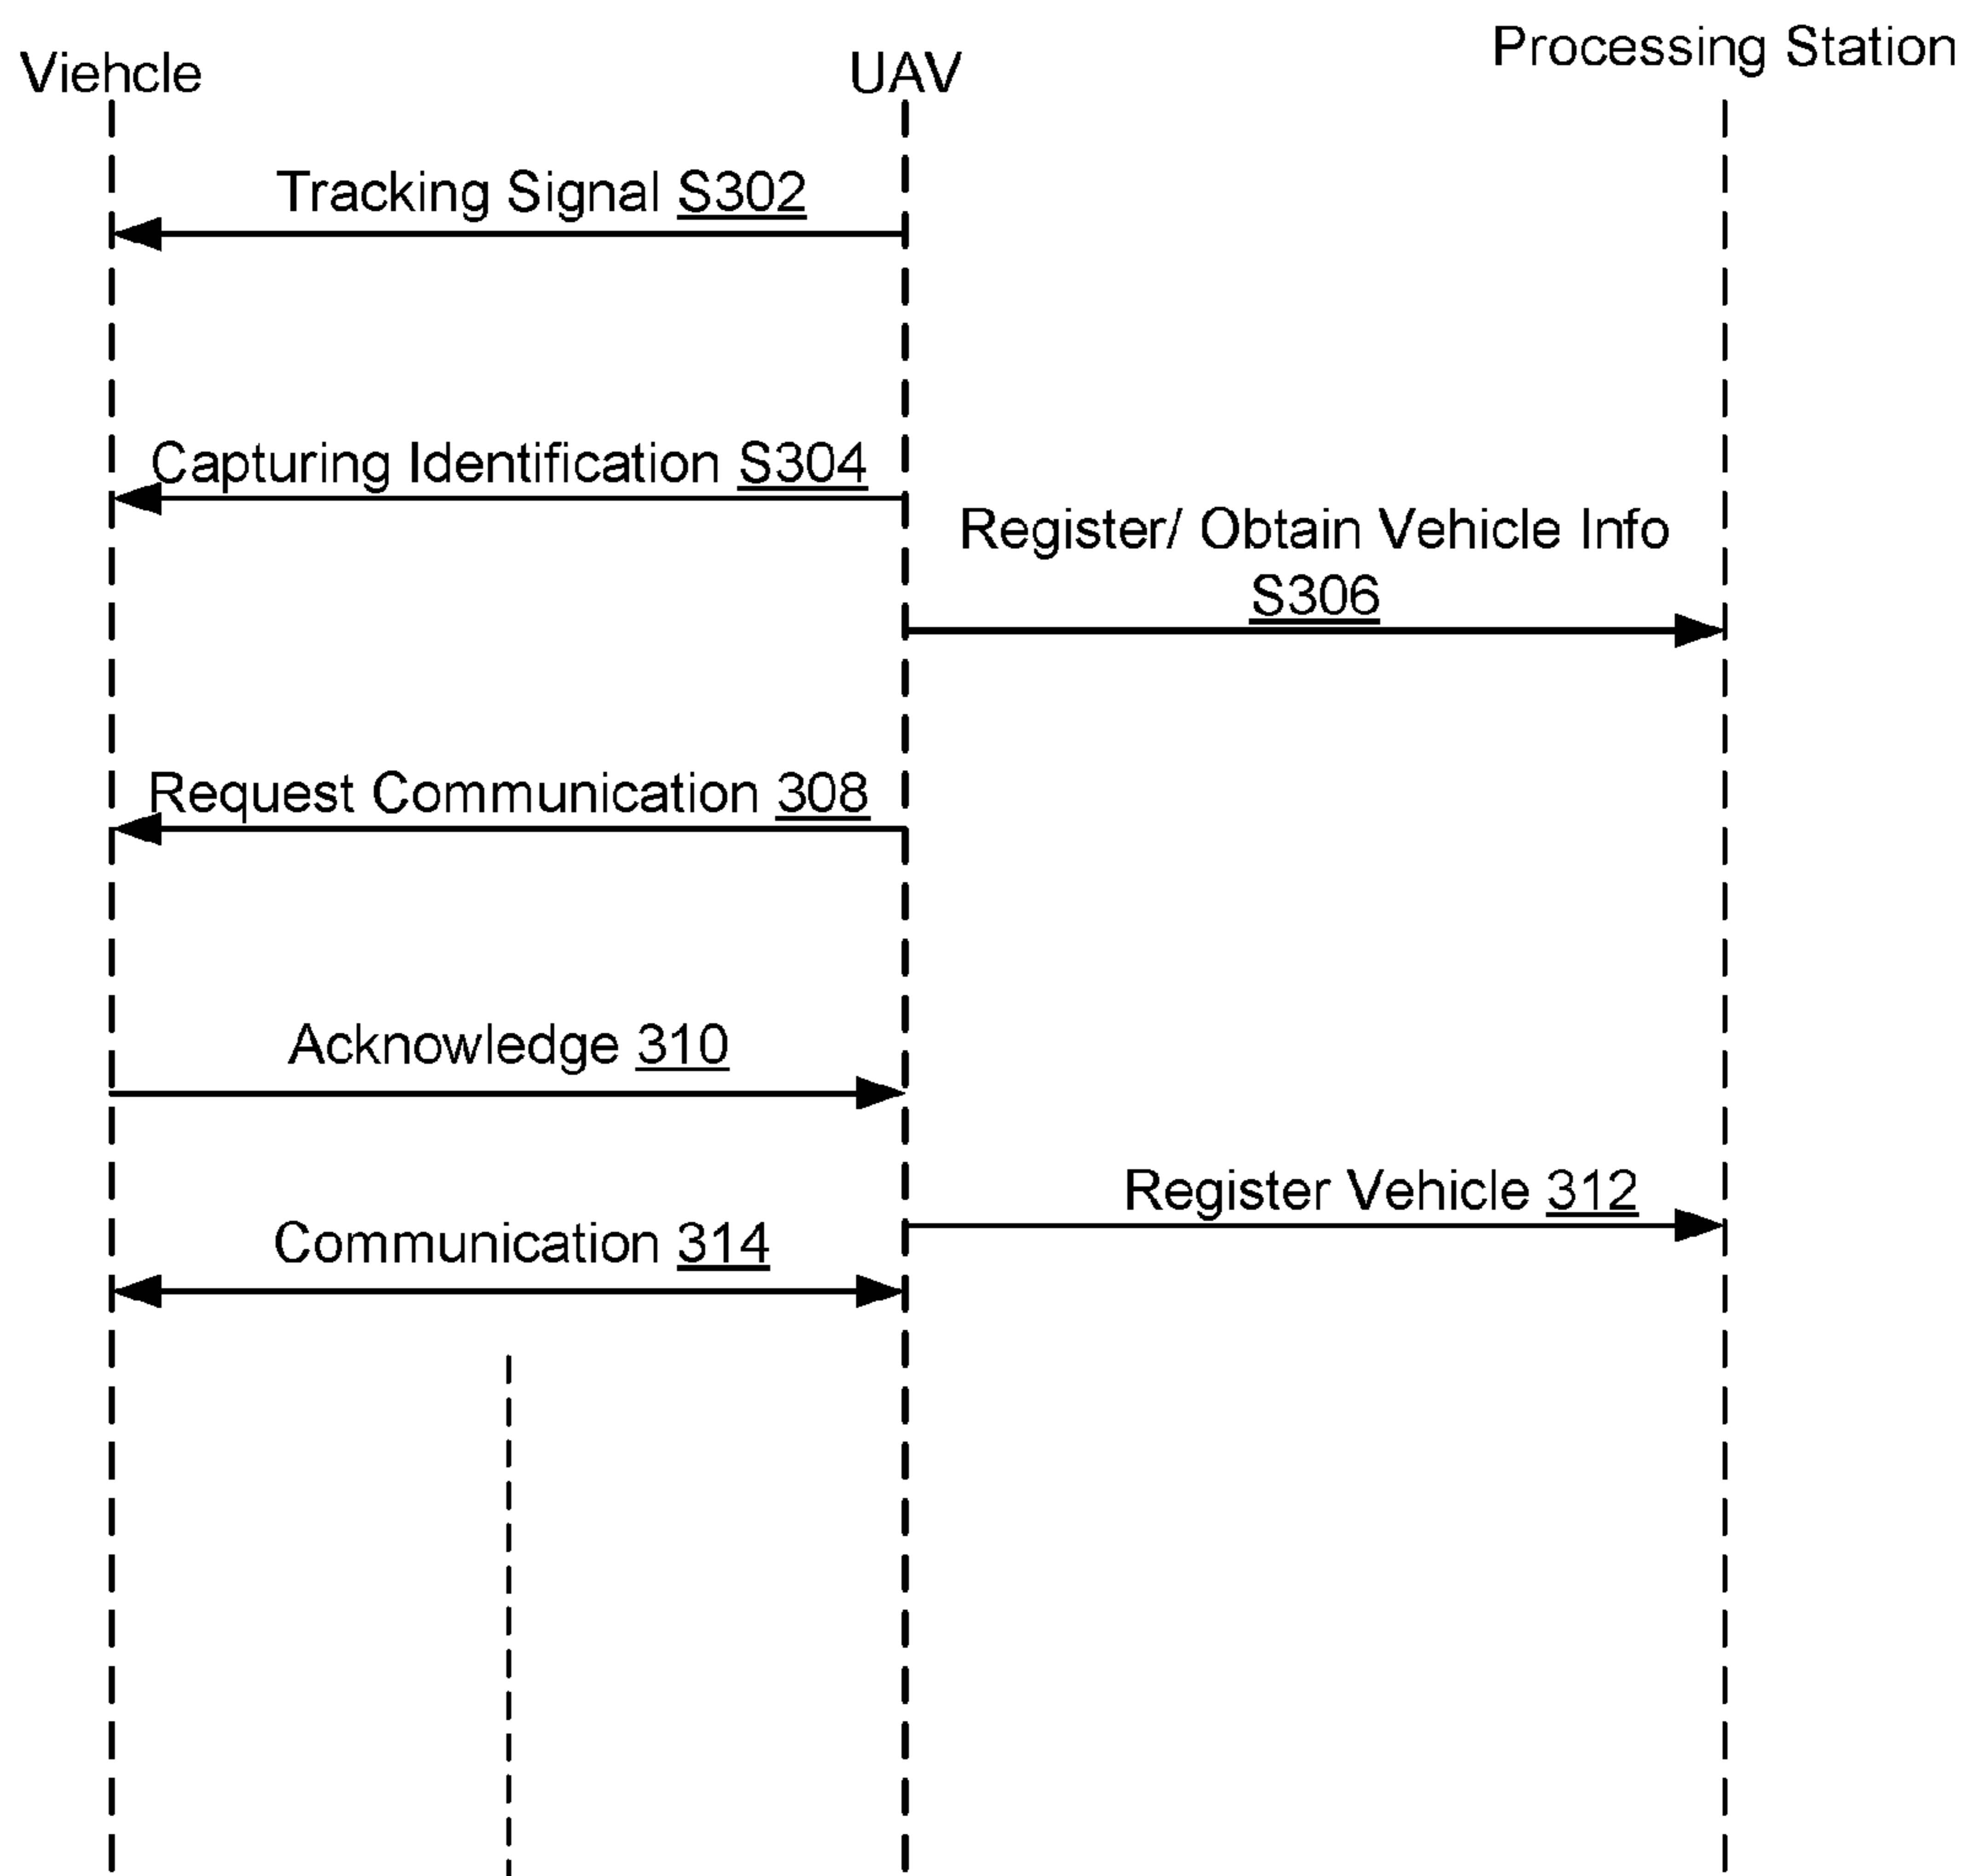 Viehcle
UAV
Processing Station
Tracking Signal S302
Capturing Identification S304
Register/ Obtain Vehicle Info
S306
Request Communication 308
Acknowledge 310
Register Vehicle 312
Communication 314